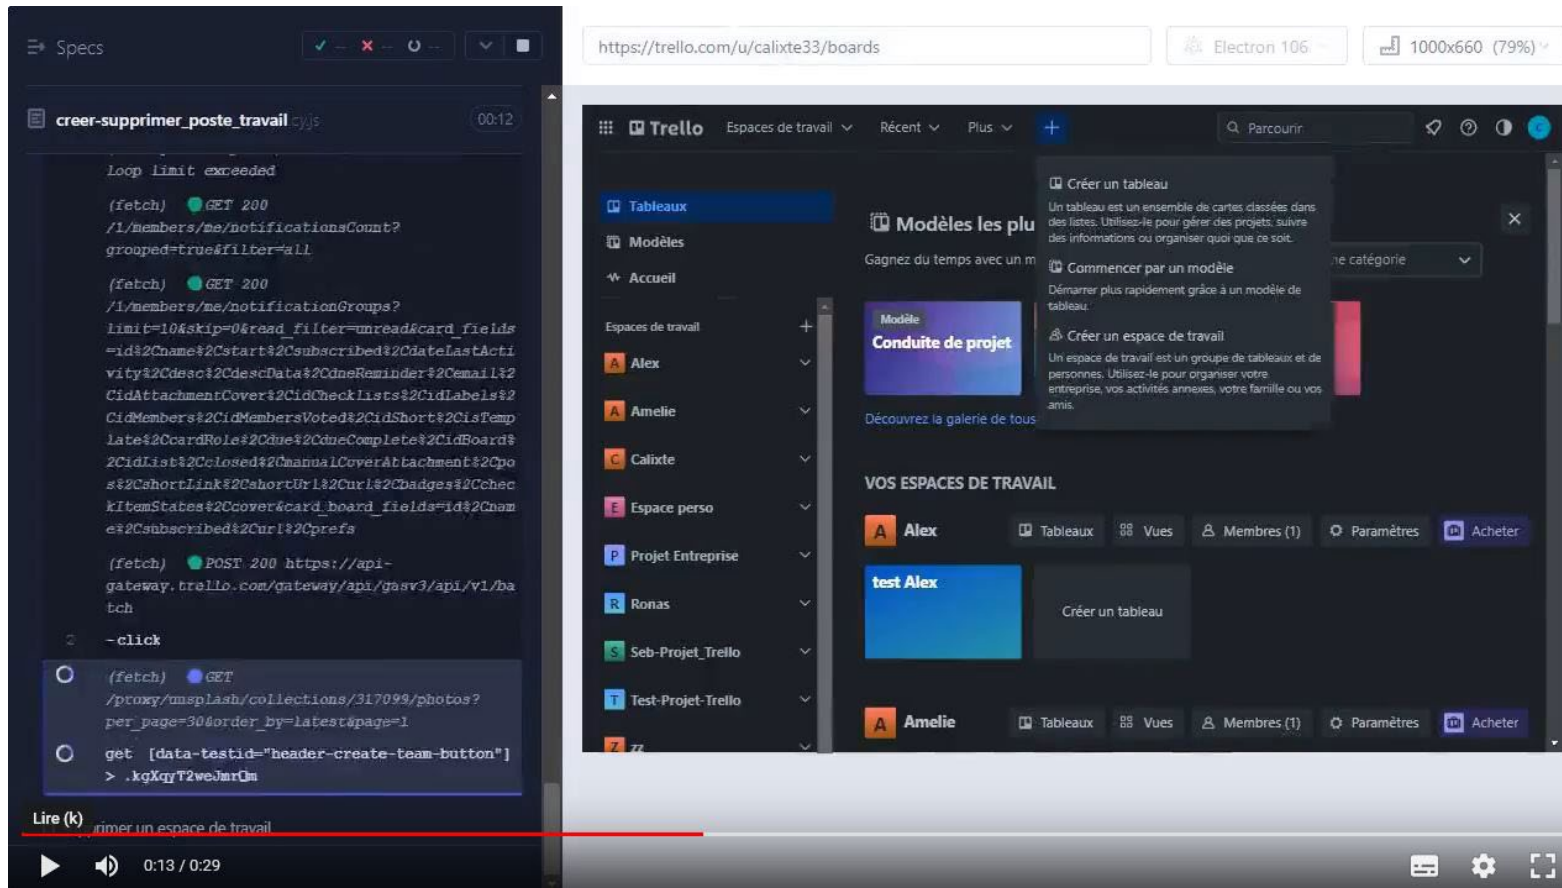 Specs
✓ -- ✕ -- --
creer-supprimer_poste_travail.cy.js
00:12
loop limit exceeded
(fetch) GET 200
/1/members/me/notificationsCount?
grouped=true&filter=all
(fetch) GET 200
/1/members/me/notificationGroups?
limit=10&skip=0&read_filter=unread&card_fields
=id%2Cname%2Cstart%2Csubscribed%2CdateLastActi
vity%2Cdesc%2CdescData%2CdueReminder%2Cemail%2
CidAttachmentCover%2CidChecklists%2CidLabels%2
CidMembers%2CidMembersVoted%2CidShort%2CisTemp
late%2CcardRole%2Cdue%2CdueComplete%2CidBoard%
2CidList%2Cclosed%2CmanualCoverAttachment%2Cpo
s%2CshortLink%2CshortUrl%2Curl%2Cbadges%2Cchec
kItemStates%2Ccover&card_board_fields=id%2Cnam
e%2Csubscribed%2Curl%2Cprefs
(fetch) POST 200 https://api-
gateway.trello.com/gateway/api/gasv3/api/v1/ba
tch
2 -click
(fetch) GET
/proxy/unsplash/collections/317099/photos?
per_page=30&order_by=latest&page=1
get [data-testid="header-create-team-button"]
> .kgXqyT2weJmrQm
Lire (k)
primer un espace de travail
0:13 / 0:29
https://trello.com/u/calixte33/boards
Electron 106
1000x660 (79%)
Trello
Espaces de travail
Récent
Plus
+
Parcourir
C
Tableaux
Modèles
Accueil
Espaces de travail
A Alex
A Amelie
C Calixte
E Espace perso
P Projet Entreprise
R Ronas
S Seb-Projet_Trello
T Test-Projet-Trello
Z zz
Créer un tableau
Un tableau est un ensemble de cartes classées dans
des listes. Utilisez-le pour gérer des projets, suivre
des informations ou organiser quoi que ce soit.
Commencer par un modèle
Démarrer plus rapidement grâce à un modèle de
tableau.
Créer un espace de travail
Un espace de travail est un groupe de tableaux et de
personnes. Utilisez-le pour organiser votre
entreprise, vos activités annexes, votre famille ou vos
amis.
Modèles les plu
Gagnez du temps avec un m
ne catégorie
Modèle
Conduite de projet
Découvrez la galerie de tous
VOS ESPACES DE TRAVAIL
A Alex
Tableaux
Vues
Membres (1)
Paramètres
Acheter
test Alex
Créer un tableau
A Amelie
Tableaux
Vues
Membres (1)
Paramètres
Acheter